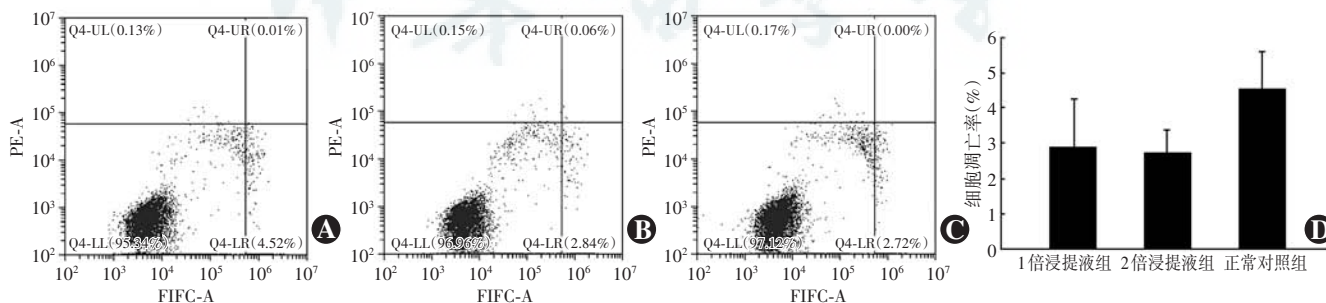 10⁷
10⁶
10⁵
10⁴
10³
10²
PE-A
Q4-UL(0.13%) Q4-UR(0.01%)
Q4-LL(95.34%) Q4-LR(4.52%)
10² 10³ 10⁴ 10⁵ 10⁶ 10⁷
FIFC-A
A
10⁷
10⁶
10⁵
10⁴
10³
10²
PE-A
Q4-UL(0.15%) Q4-UR(0.06%)
Q4-LL(96.96%) Q4-LR(2.84%)
10² 10³ 10⁴ 10⁵ 10⁶ 10⁷
FIFC-A
B
10⁷
10⁶
10⁵
10⁴
10³
10²
PE-A
Q4-UL(0.17%) Q4-UR(0.00%)
Q4-LL(97.12%) Q4-LR(2.72%)
10² 10³ 10⁴ 10⁵ 10⁶ 10⁷
FIFC-A
C
细胞凋亡率(%)
6
5
4
3
2
1
0
1倍浸提液组 2倍浸提液组 正常对照组
D